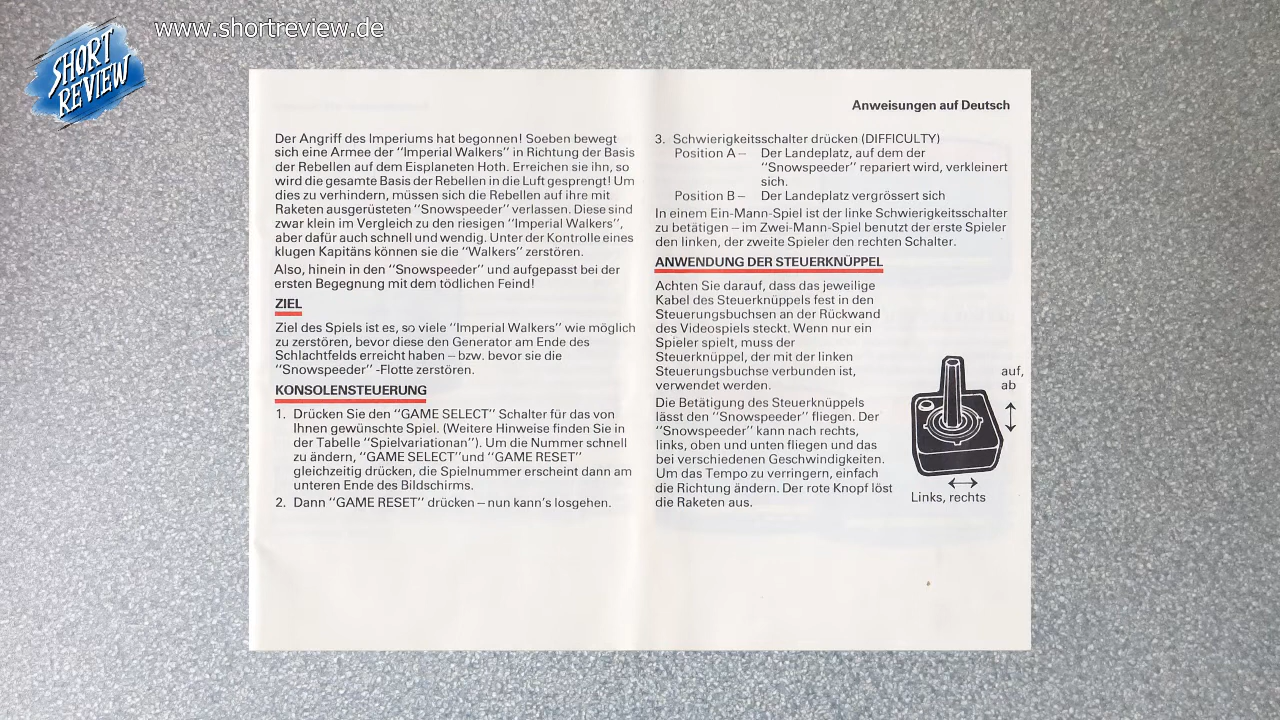 SHORT
REVIEW
www.shortreview.de
Anweisungen auf Deutsch
Der Angriff des Imperiums hat begonnen! Soeben bewegt
sich eine Armee der "Imperial Walkers" in Richtung der Basis
der Rebellen auf dem Eisplaneten Hoth. Erreichen sie ihn, so
wird die gesamte Basis der Rebellen in die Luft gesprengt! Um
dies zu verhindern, müssen sich die Rebellen auf ihre mit
Raketen ausgerüsteten "Snowspeeder" verlassen. Diese sind
zwar klein im Vergleich zu den riesigen "Imperial Walkers",
aber dafür auch schnell und wendig. Unter der Kontrolle eines
klugen Kapitäns können sie die "Walkers" zerstören.
Also, hinein in den "Snowspeeder" und aufgepasst bei der
ersten Begegnung mit dem tödlichen Feind!
ZIEL
Ziel des Spiels ist es, so viele "Imperial Walkers" wie möglich
zu zerstören, bevor diese den Generator am Ende des
Schlachtfelds erreicht haben – bzw. bevor sie die
"Snowspeeder" -Flotte zerstören.
KONSOLENSTEUERUNG
1. Drücken Sie den "GAME SELECT" Schalter für das von
Ihnen gewünschte Spiel. (Weitere Hinweise finden Sie in
der Tabelle "Spielvariationan"). Um die Nummer schnell
zu ändern, "GAME SELECT"und "GAME RESET"
gleichzeitig drücken, die Spielnummer erscheint dann am
unteren Ende des Bildschirms.
2. Dann "GAME RESET" drücken – nun kann's losgehen.
3. Schwierigkeitsschalter drücken (DIFFICULTY)
Position A – Der Landeplatz, auf dem der
"Snowspeeder" repariert wird, verkleinert
sich.
Position B – Der Landeplatz vergrössert sich
In einem Ein-Mann-Spiel ist der linke Schwierigkeitsschalter
zu betätigen – im Zwei-Mann-Spiel benutzt der erste Spieler
den linken, der zweite Spieler den rechten Schalter.
ANWENDUNG DER STEUERKNÜPPEL
Achten Sie darauf, dass das jeweilige
Kabel des Steuerknüppels fest in den
Steuerungsbuchsen an der Rückwand
des Videospiels steckt. Wenn nur ein
Spieler spielt, muss der
Steuerknüppel, der mit der linken
Steuerungsbuchse verbunden ist,
verwendet werden.
Die Betätigung des Steuerknüppels
lässt den "Snowspeeder" fliegen. Der
"Snowspeeder" kann nach rechts,
links, oben und unten fliegen und das
bei verschiedenen Geschwindigkeiten.
Um das Tempo zu verringern, einfach
die Richtung ändern. Der rote Knopf löst
die Raketen aus.
auf,
ab
Links, rechts